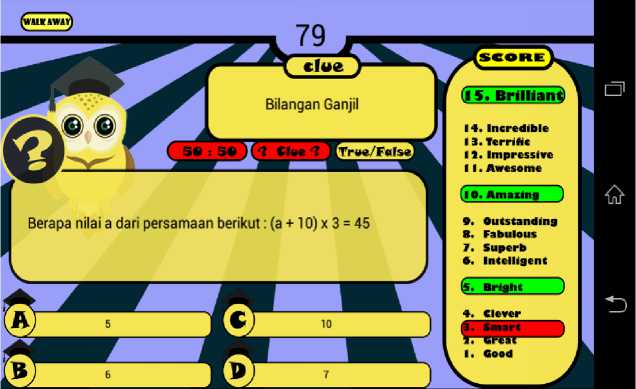 WALK AWAY
79
clue
Bilangan Ganjil
50 : 50
? Clue ?
True/False
?
Berapa nilai a dari persamaan berikut : (a + 10) x 3 = 45
A
5
C
10
B
6
D
7
SCORE
15. Brilliant
14. Incredible
13. Terrific
12. Impressive
11. Awesome
10. Amazing
9. Outstanding
8. Fabulous
7. Superb
6. Intelligent
5. Bright
4. Clever
3. Smart
2. Great
1. Good